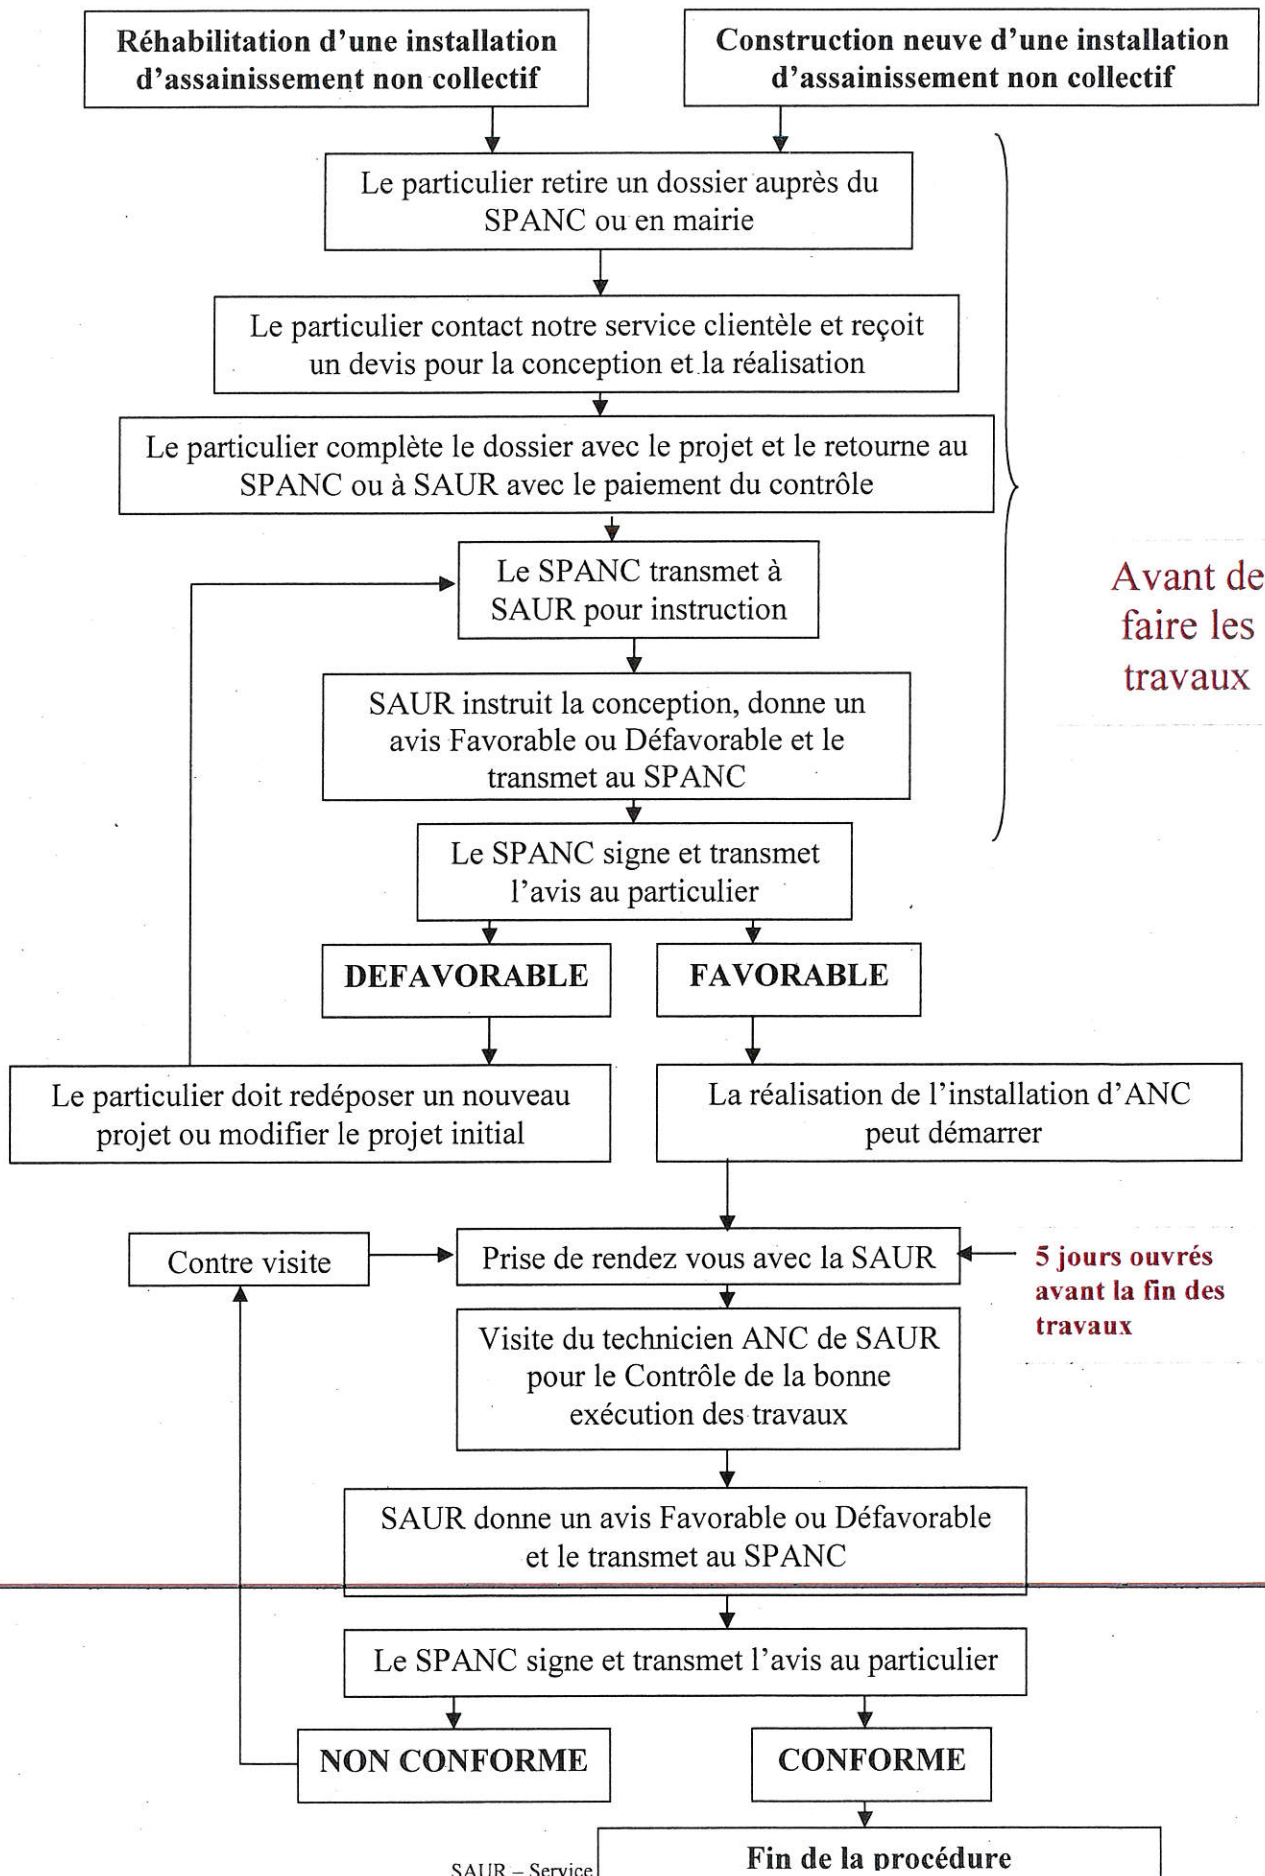 Réhabilitation d'une installation
d'assainissement non collectif
Construction neuve d'une installation
d'assainissement non collectif
Le particulier retire un dossier auprès du
SPANC ou en mairie
Le particulier contact notre service clientèle et reçoit
un devis pour la conception et la réalisation
Le particulier complète le dossier avec le projet et le retourne au
SPANC ou à SAUR avec le paiement du contrôle
Le SPANC transmet à
SAUR pour instruction
Avant de
faire les
travaux
SAUR instruit la conception, donne un
avis Favorable ou Défavorable et le
transmet au SPANC
Le SPANC signe et transmet
l'avis au particulier
DEFAVORABLE
FAVORABLE
Le particulier doit redéposer un nouveau
projet ou modifier le projet initial
La réalisation de l'installation d'ANC
peut démarrer
Contre visite
Prise de rendez vous avec la SAUR
5 jours ouvrés
avant la fin des
travaux
Visite du technicien ANC de SAUR
pour le Contrôle de la bonne
exécution des travaux
SAUR donne un avis Favorable ou Défavorable
et le transmet au SPANC
Le SPANC signe et transmet l'avis au particulier
NON CONFORME
CONFORME
Fin de la procédure
SAUR – Service